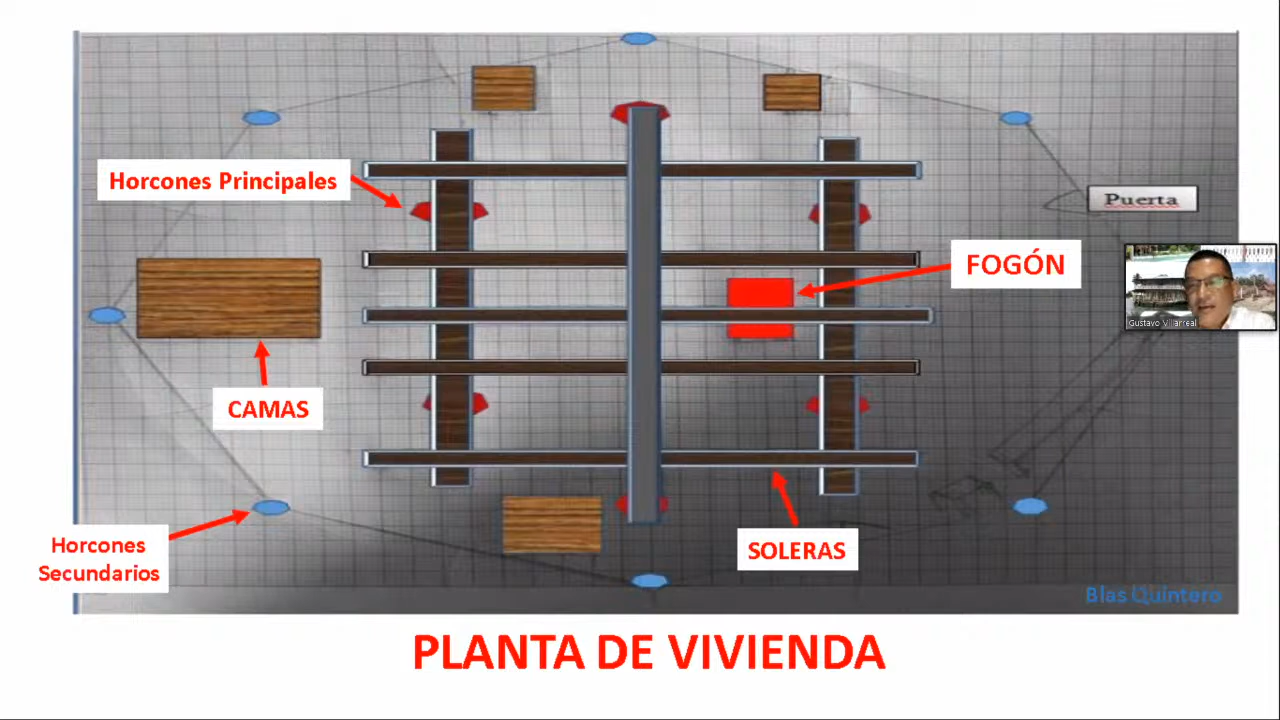 Horcones Principales
Puerta
FOGÓN
Gustavo Villarreal
CAMAS
Horcones
Secundarios
SOLERAS
Blas Quintero
PLANTA DE VIVIENDA